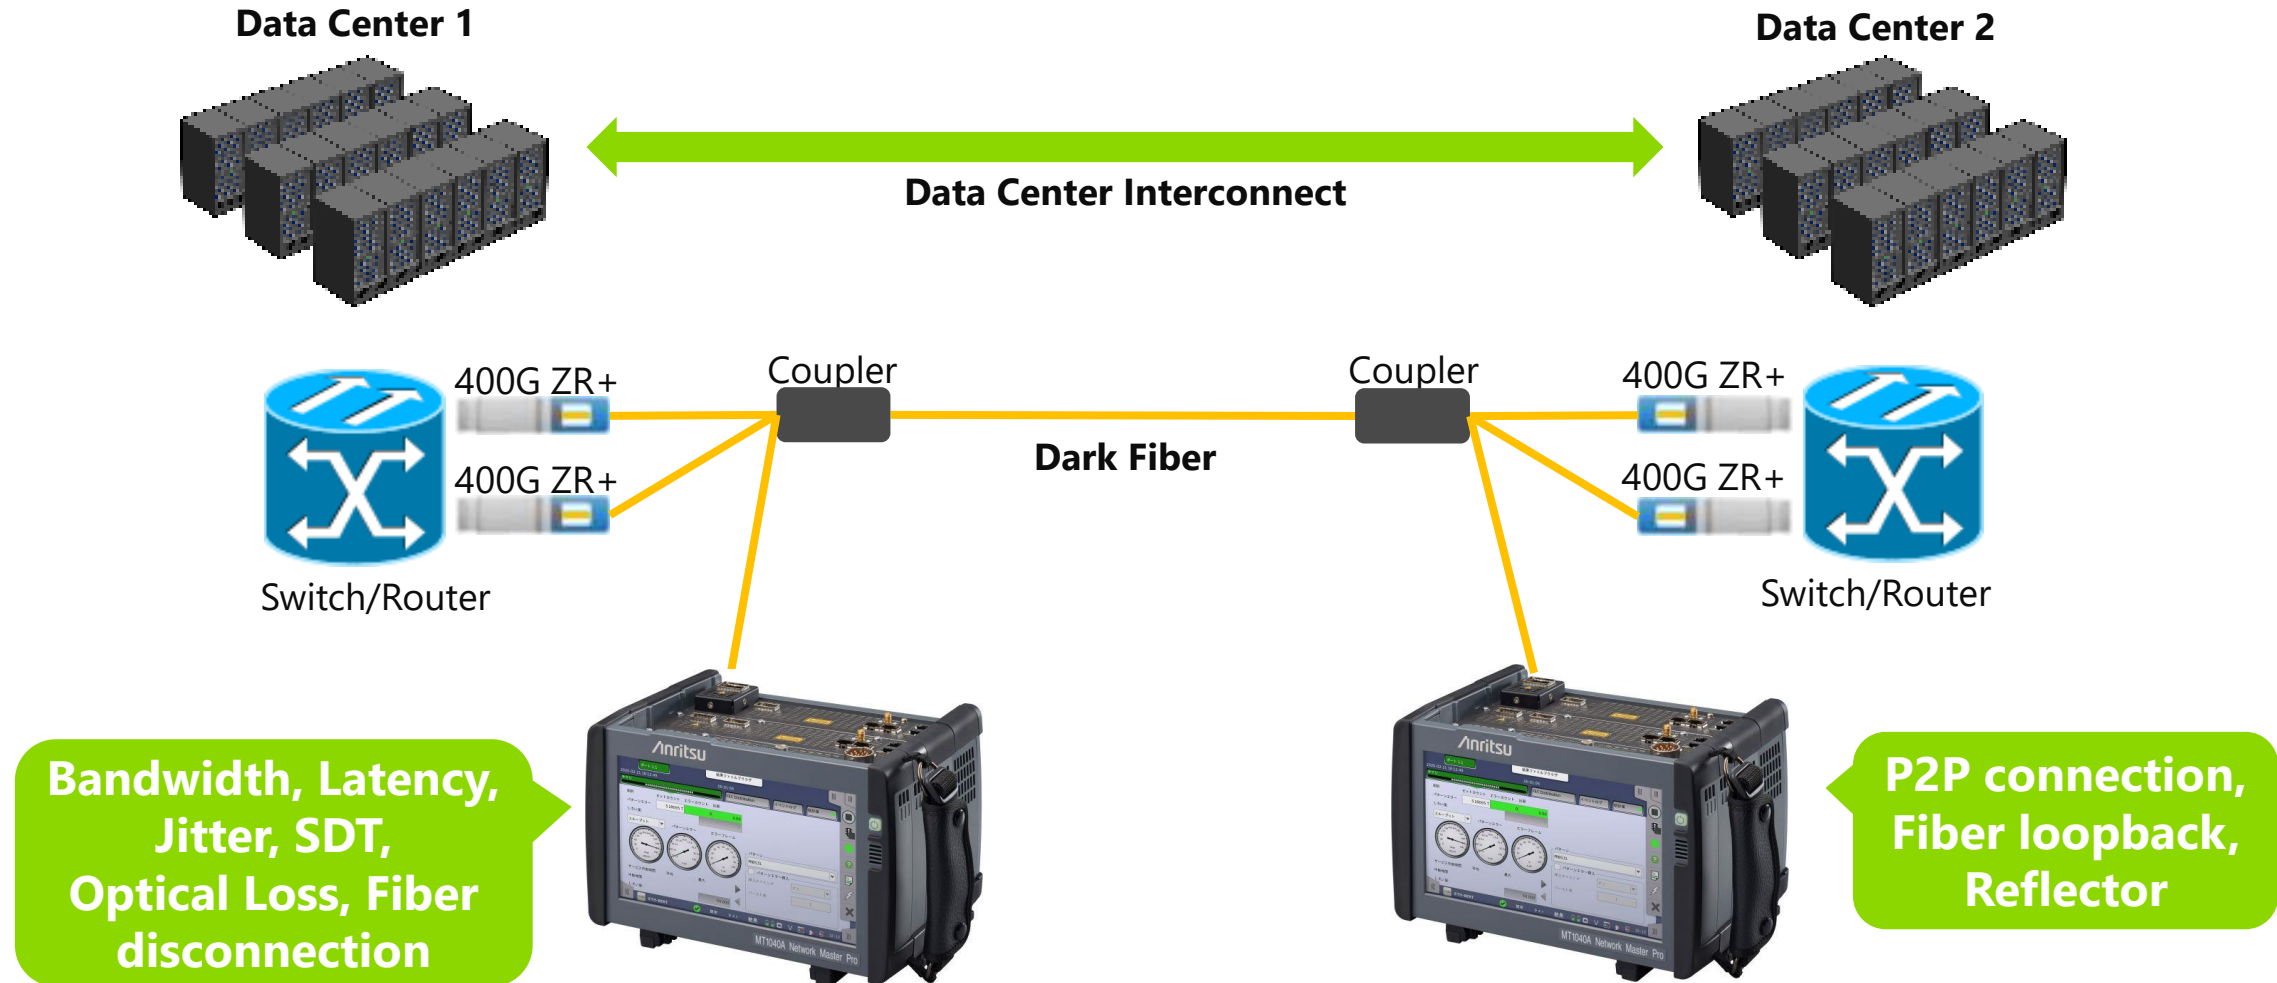 Data Center 1
Data Center 2
Data Center Interconnect
400G ZR+
Coupler
Coupler
400G ZR+
Dark Fiber
400G ZR+
400G ZR+
Switch/Router
Switch/Router
Anritsu
Anritsu
Bandwidth, Latency,
Jitter, SDT,
Optical Loss, Fiber
disconnection
P2P connection,
Fiber loopback,
Reflector
MT1040A Network Master Pro
MT1040A Network Master Pro